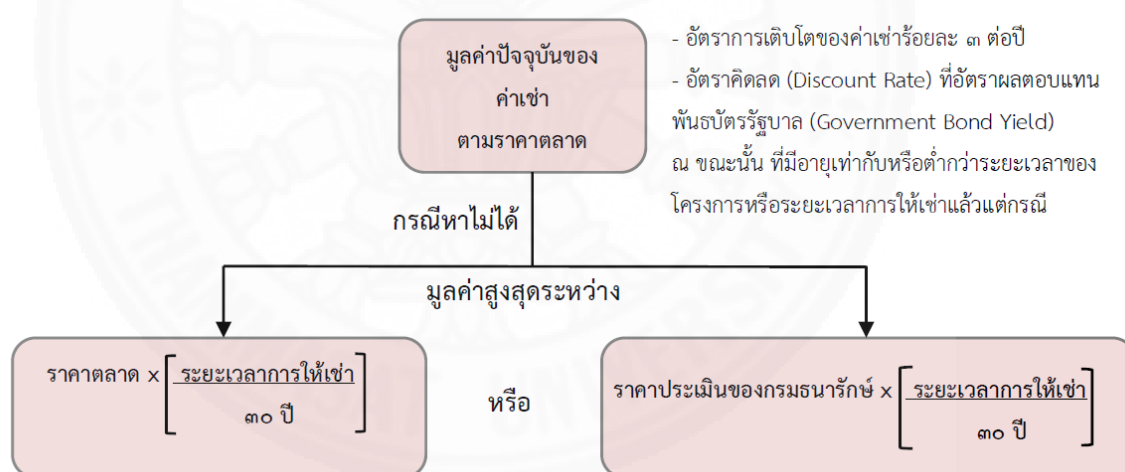 มูลค่าปัจจุบันของ
ค่าเช่า
ตามราคาตลาด
- อัตราการเติบโตของค่าเช่าร้อยละ ๓ ต่อปี
- อัตราคิดลด (Discount Rate) ที่อัตราผลตอบแทน
พันธบัตรรัฐบาล (Government Bond Yield)
ณ ขณะนั้น ที่มีอายุเท่ากับหรือต่ำกว่าระยะเวลาของ
โครงการหรือระยะเวลาการให้เช่าแล้วแต่กรณี
กรณีหาไม่ได้
มูลค่าสูงสุดระหว่าง
ราคาตลาด x [ระยะเวลาการให้เช่า
๓๐ ปี]
หรือ
ราคาประเมินของกรมธนารักษ์ x [ระยะเวลาการให้เช่า
๓๐ ปี]